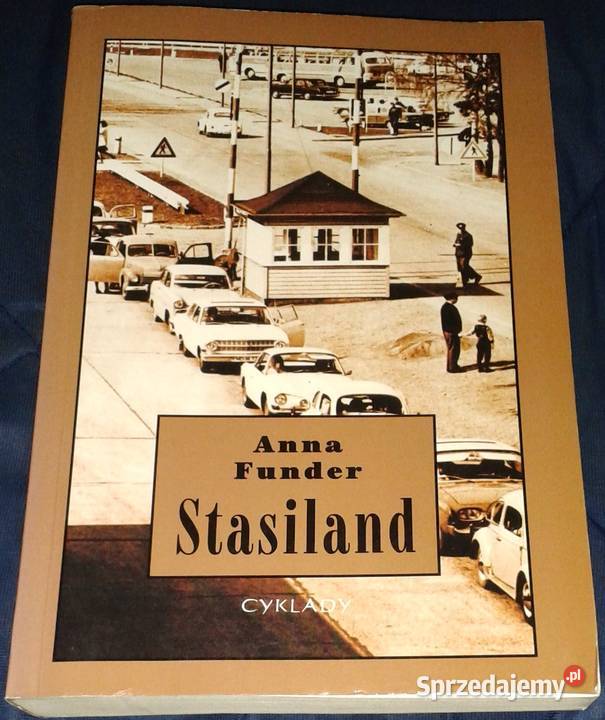 Anna
Funder
Stasiland
CYKLADY
Sprzedajemy.pl